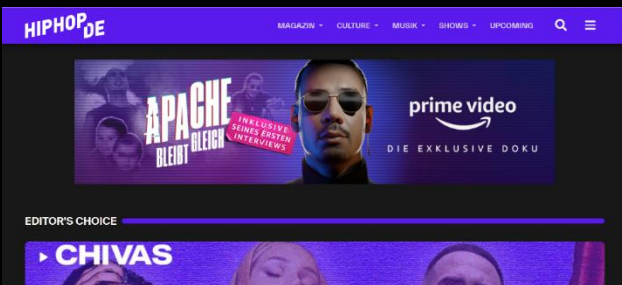 HIPHOP.DE
MAGAZIN CULTURE MUSIK SHOWS UPCOMING
APACHE
BLEIBT GLEICH
INKLUSIVE
SEINES ERSTEN
INTERVIEWS
prime video
DIE EXKLUSIVE DOKU
EDITOR'S CHOICE
CHIVAS